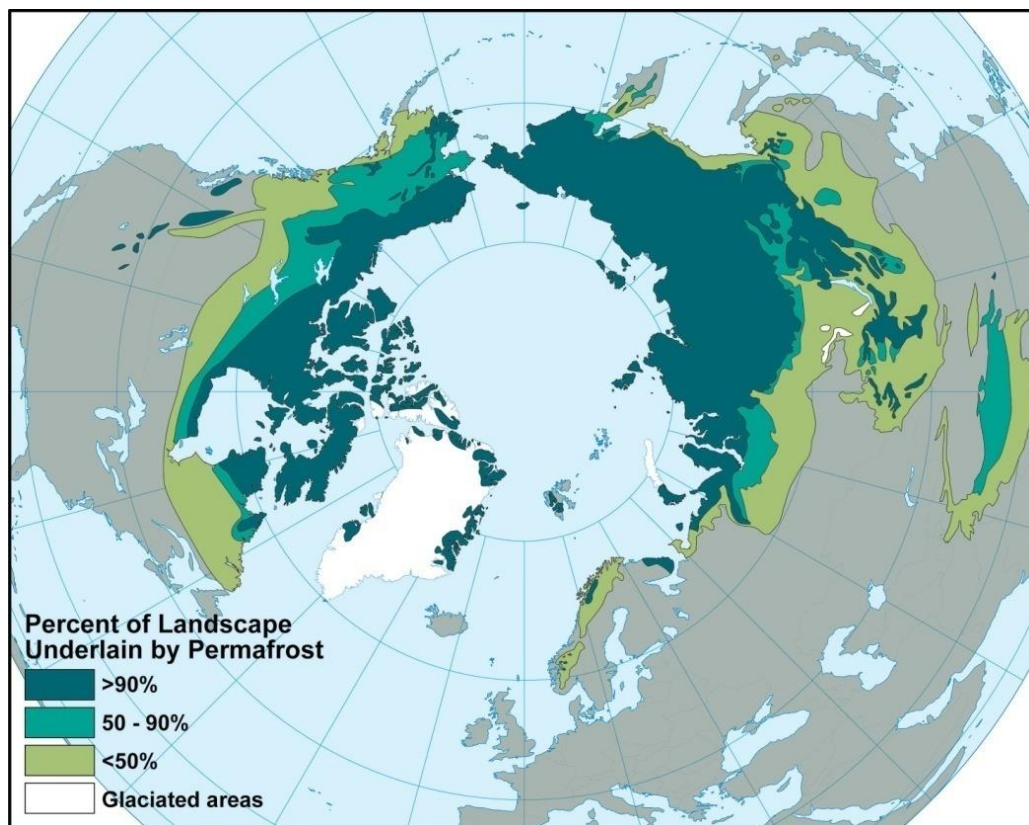 Percent of Landscape
Underlain by Permafrost
>90%
50 - 90%
<50%
Glaciated areas